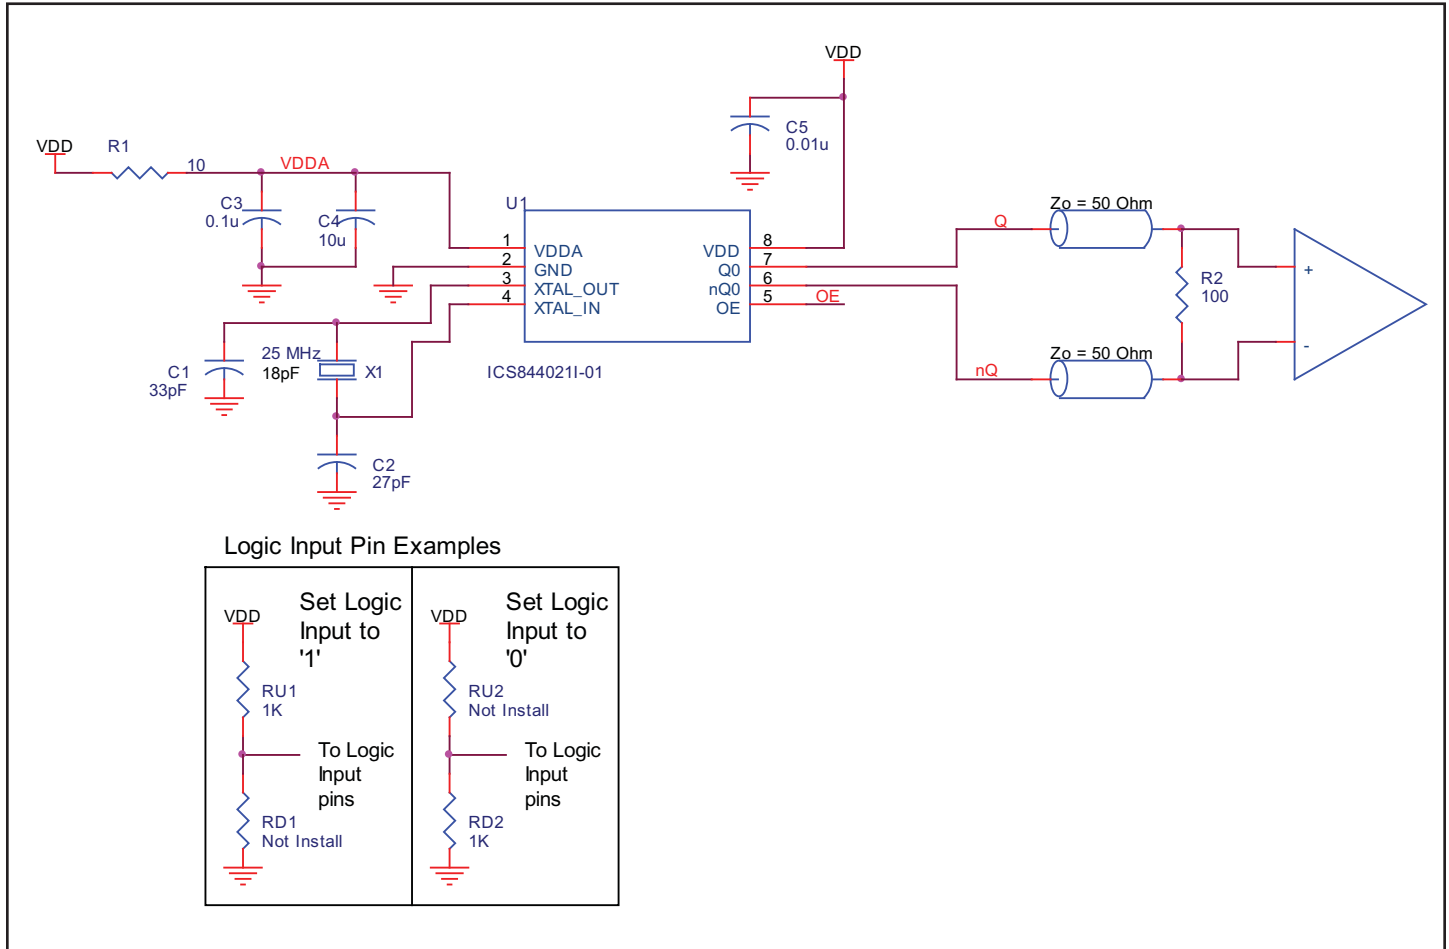 VDD
C5
0.01u
VDD
R1
10
VDDA
C3
0.1u
C4
10u
U1
1
VDDA
2
GND
3
XTAL_OUT
4
XTAL_IN
VDD
8
Q0
7
nQ0
6
OE
5
OE
ICS844021I-01
Q
Zo = 50 Ohm
R2
100
+
-
nQ
Zo = 50 Ohm
C1
33pF
25 MHz
18pF
X1
C2
27pF
Logic Input Pin Examples
VDD
Set Logic
Input to
'1'
RU1
1K
To Logic
Input
pins
RD1
Not Install
VDD
Set Logic
Input to
'0'
RU2
Not Install
To Logic
Input
pins
RD2
1K